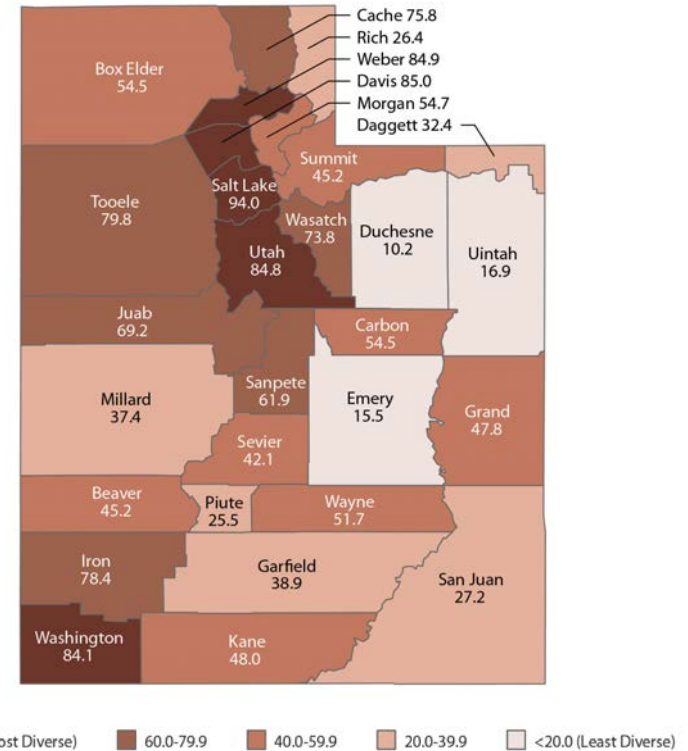 Cache 75.8
Rich 26.4
Weber 84.9
Davis 85.0
Morgan 54.7
Daggett 32.4
Box Elder
54.5
Summit
45.2
Salt Lake
94.0
Tooele
79.8
Wasatch
73.8
Duchesne
10.2
Uintah
16.9
Utah
84.8
Juab
69.2
Carbon
54.5
Sanpete
61.9
Millard
37.4
Emery
15.5
Grand
47.8
Sevier
42.1
Beaver
45.2
Piute
25.5
Wayne
51.7
Iron
78.4
Garfield
38.9
San Juan
27.2
Washington
84.1
Kane
48.0
ost Diverse) 60.0-79.9 40.0-59.9 20.0-39.9 <20.0 (Least Diverse)